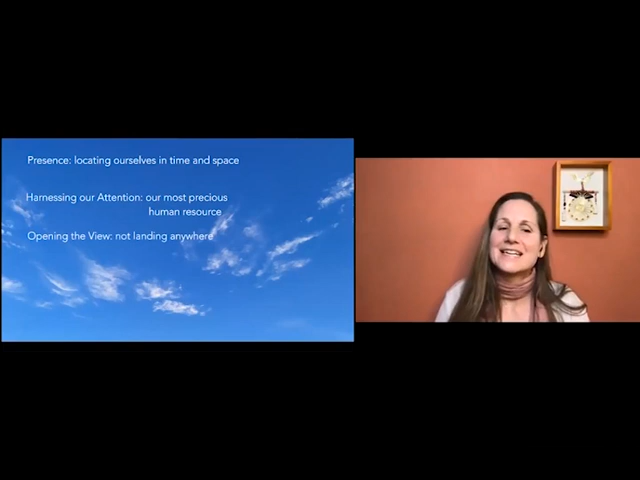 Presence: locating ourselves in time and space
Harnessing our Attention: our most precious
human resource
Opening the View: not landing anywhere